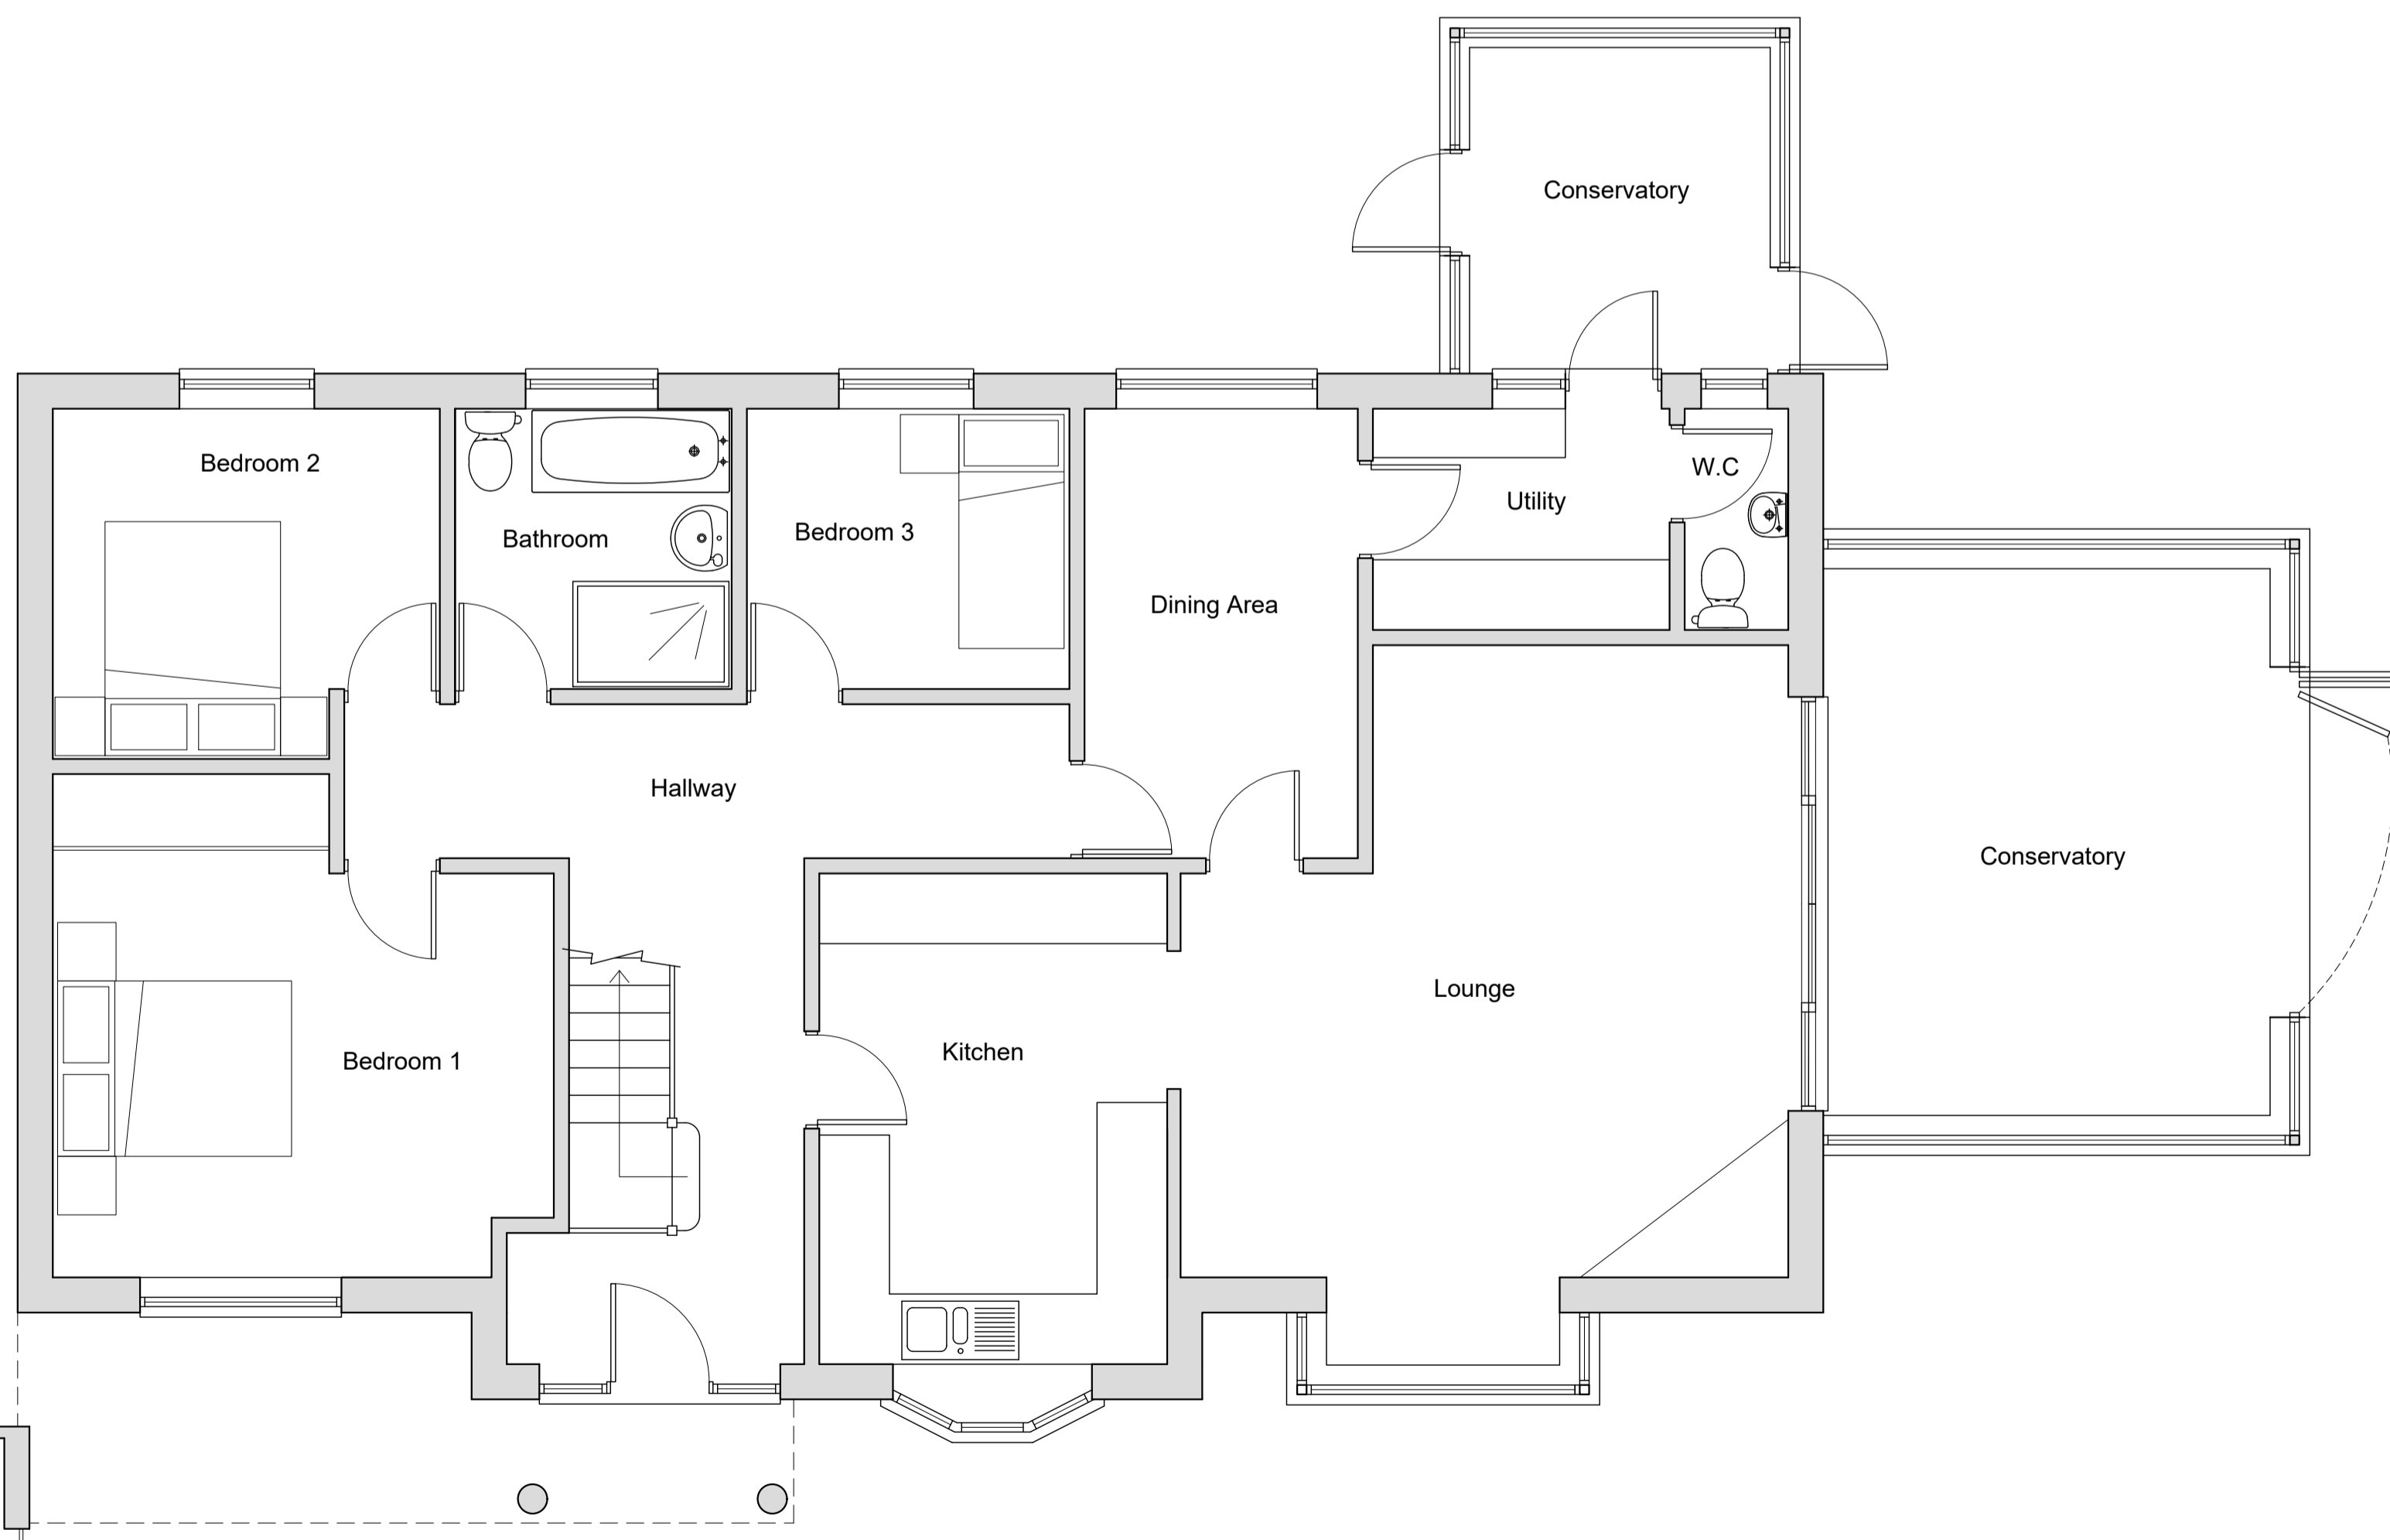 Conservatory
Bedroom 2
W.C
Utility
Bathroom
Bedroom 3
Dining Area
Hallway
Conservatory
Lounge
Kitchen
Bedroom 1